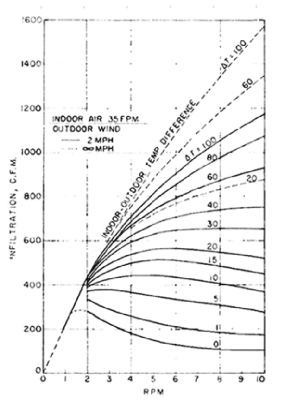 1600
1400
1200
1000
800
600
400
200
0
INFILTRATION, C.F.M.
INDOOR AIR 35 FPM
OUTDOOR WIND
2 MPH
MPH
INDOOR-OUTDOOR TEMP DIFFERENCE
ΔT=100
60
ΔT=100
80
60
20
40
30
20
15
10
5
0
0 1 2 3 4 5 6 7 8 9 10
RPM